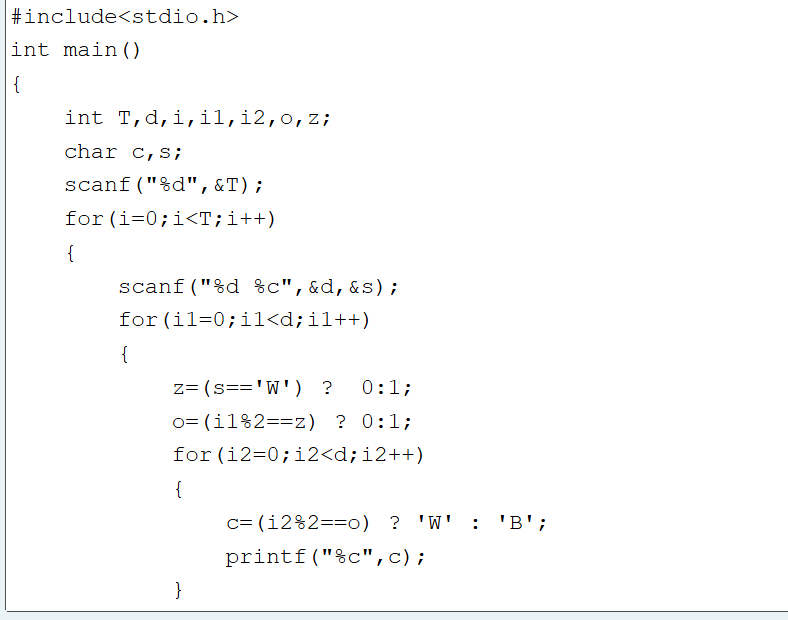 #include<stdio.h>
int main()
{
    int T,d,i,i1,i2,o,z;
    char c,s;
    scanf("%d",&T);
    for(i=0;i<T;i++)
    {
        scanf("%d %c",&d,&s);
        for(i1=0;i1<d;i1++)
        {
            z=(s=='W') ?  0:1;
            o=(i1%2==z) ? 0:1;
            for(i2=0;i2<d;i2++)
            {
                c=(i2%2==o) ? 'W' : 'B';
                printf("%c",c);
            }